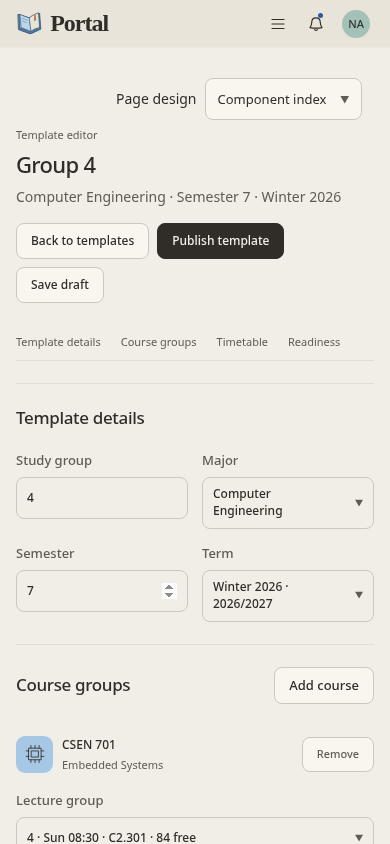 Portal
NA
Page design
Component index
Template editor
Group 4
Computer Engineering · Semester 7 · Winter 2026
Back to templates
Publish template
Save draft
Template details
Course groups
Timetable
Readiness
Template details
Study group
Major
4
Computer
Engineering
Semester
Term
7
Winter 2026 ·
2026/2027
Course groups
Add course
CSEN 701
Embedded Systems
Remove
Lecture group
4 · Sun 08:30 · C2.301 · 84 free